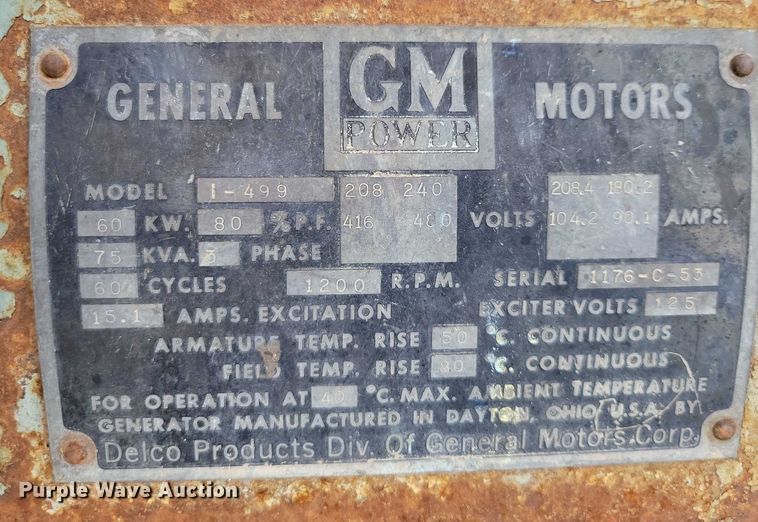 GENERAL GM MOTORS
POWER
MODEL I-499 208 240 208.4 180.2
60 KW. 80 % P.F. 416 480 VOLTS 104.2 90.1 AMPS.
75 KVA. 3 PHASE
60 CYCLES 1200 R.P.M. SERIAL 1176-C-53
15.1 AMPS. EXCITATION EXCITER VOLTS 125
ARMATURE TEMP. RISE 50 °C. CONTINUOUS
FIELD TEMP. RISE °C. CONTINUOUS
FOR OPERATION AT 40 °C. MAX. AMBIENT TEMPERATURE
GENERATOR MANUFACTURED IN DAYTON, OHIO, U.S.A. BY
Delco Products Div. Of General Motors Corp.
Purple Wave Auction